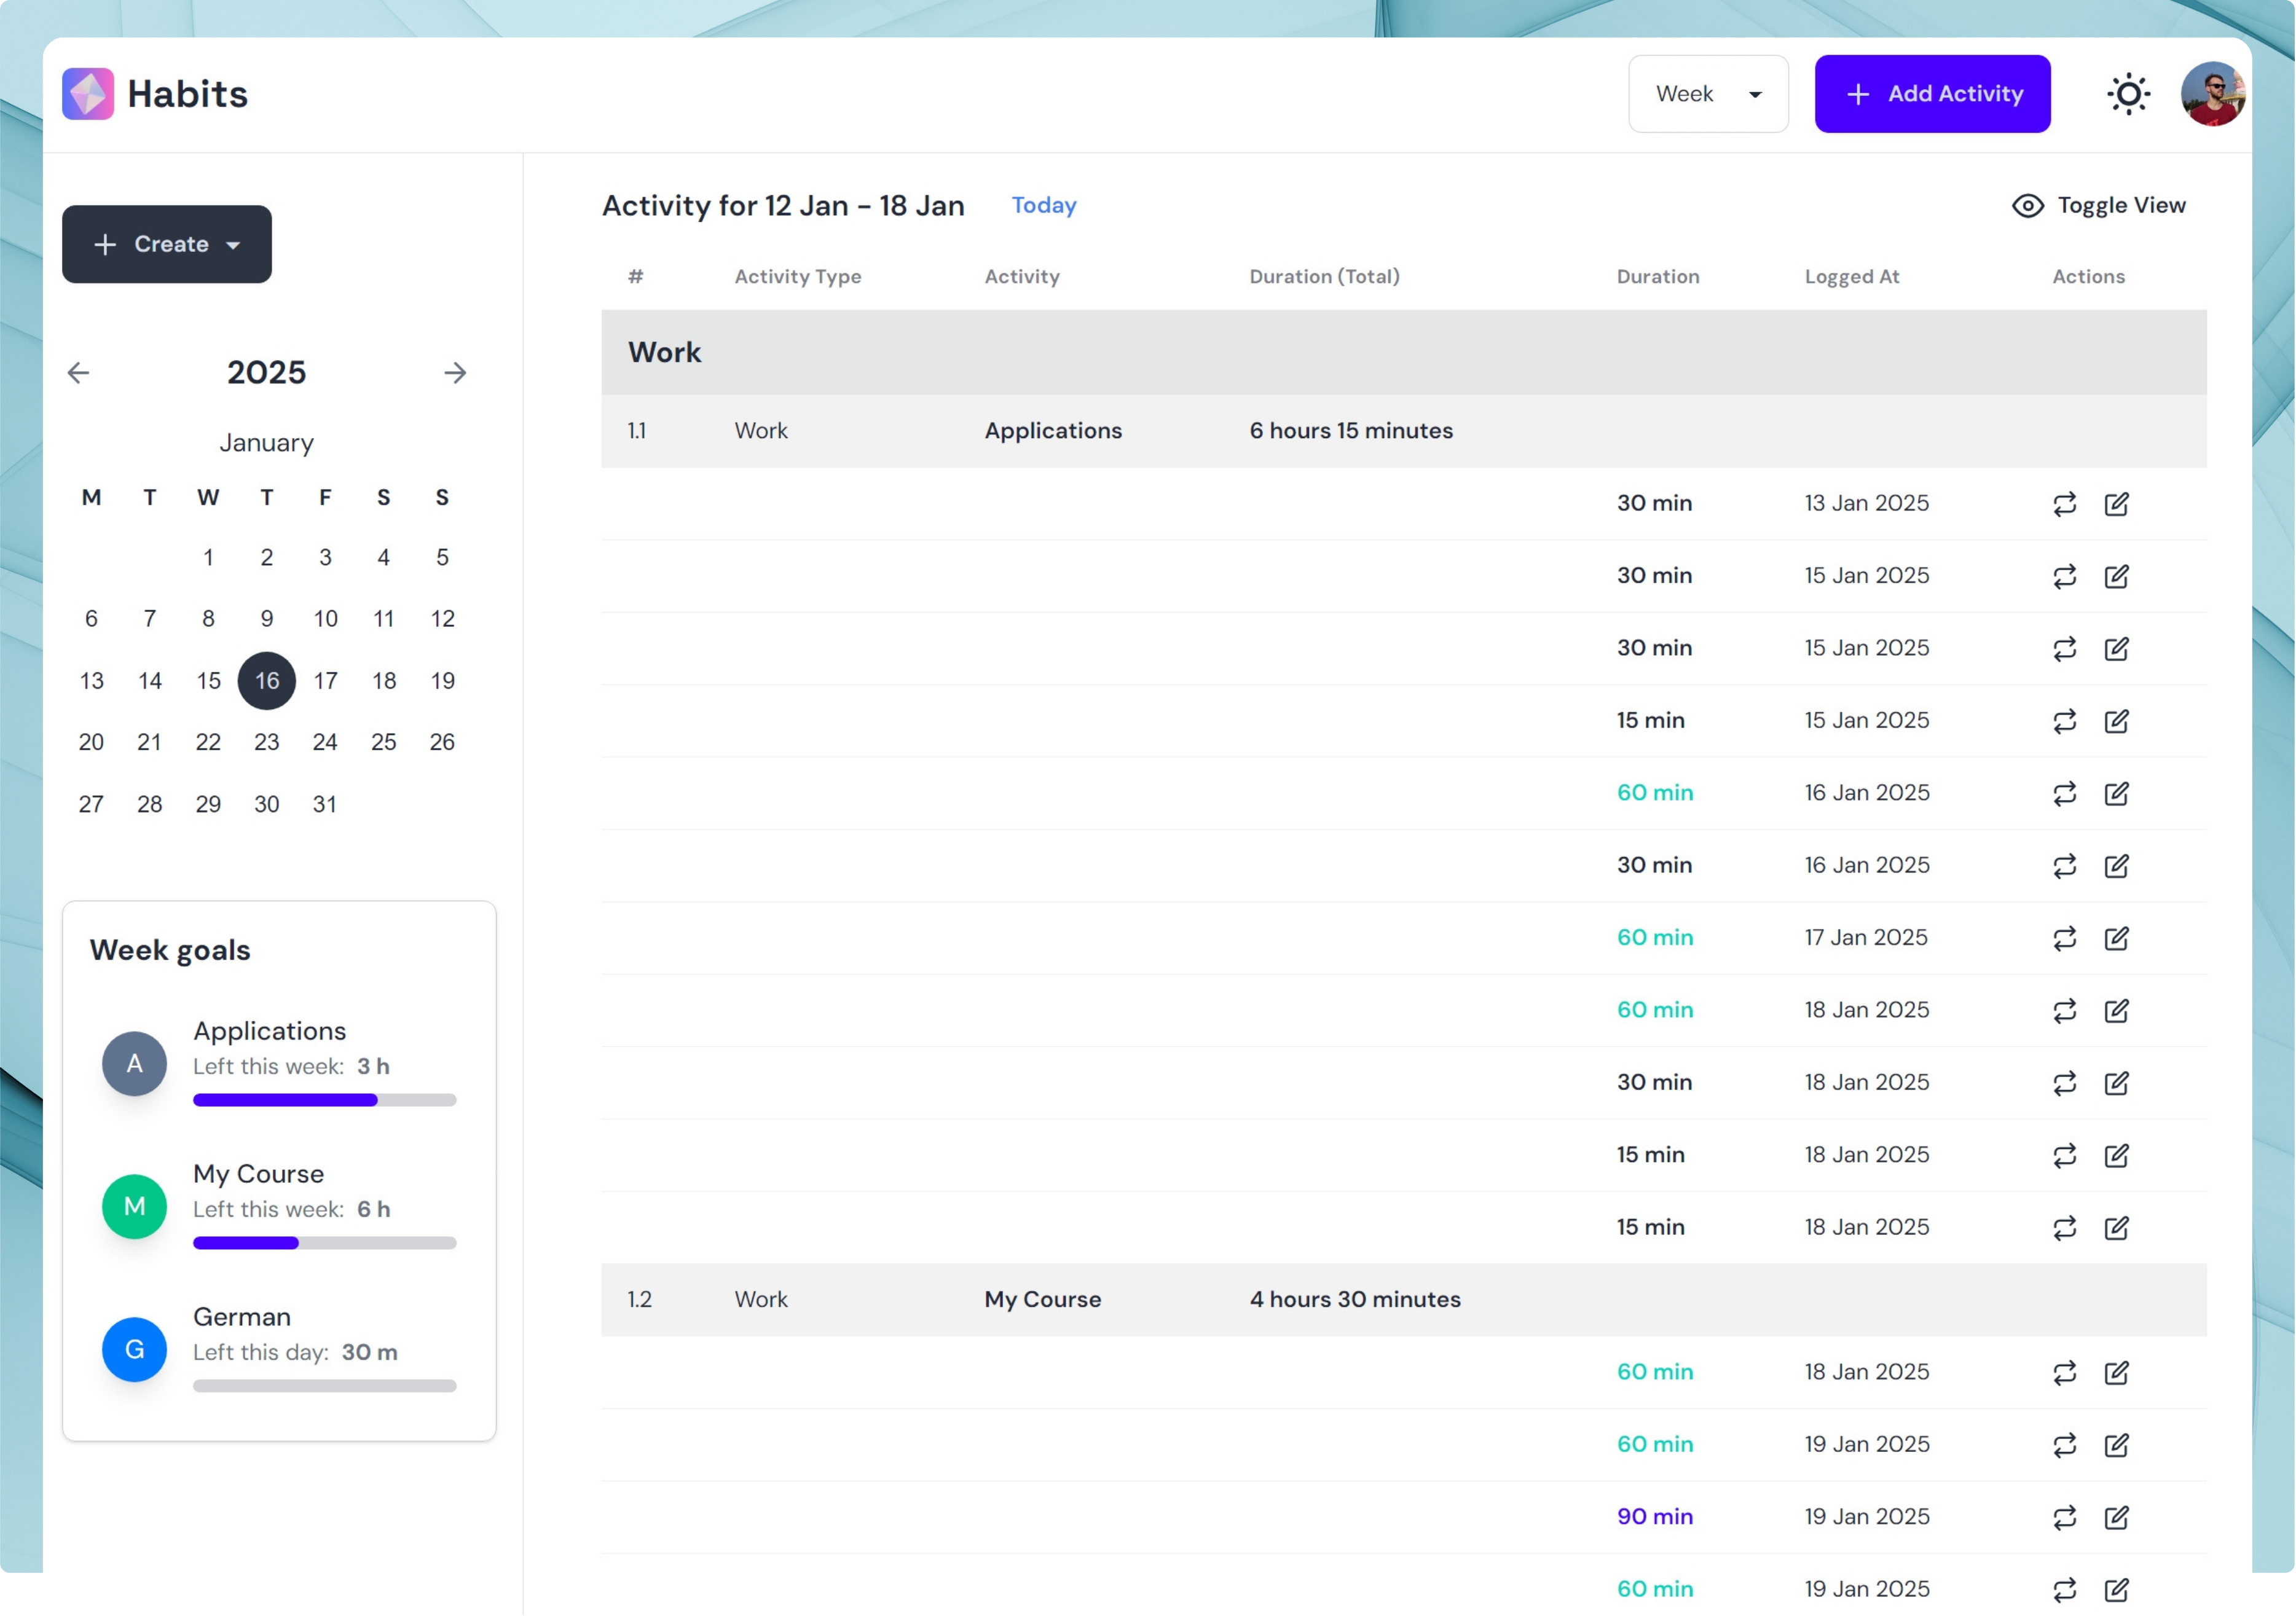 Habits
Week
+ Add Activity
+ Create
2025
January
M T W T F S S
1 2 3 4 5
6 7 8 9 10 11 12
13 14 15 16 17 18 19
20 21 22 23 24 25 26
27 28 29 30 31
Week goals
A
Applications
Left this week: 3 h
M
My Course
Left this week: 6 h
G
German
Left this day: 30 m
Activity for 12 Jan – 18 Jan Today Toggle View
# Activity Type Activity Duration (Total) Duration Logged At Actions
Work
1.1 Work Applications 6 hours 15 minutes
30 min 13 Jan 2025
30 min 15 Jan 2025
30 min 15 Jan 2025
15 min 15 Jan 2025
60 min 16 Jan 2025
30 min 16 Jan 2025
60 min 17 Jan 2025
60 min 18 Jan 2025
30 min 18 Jan 2025
15 min 18 Jan 2025
15 min 18 Jan 2025
1.2 Work My Course 4 hours 30 minutes
60 min 18 Jan 2025
60 min 19 Jan 2025
90 min 19 Jan 2025
60 min 19 Jan 2025